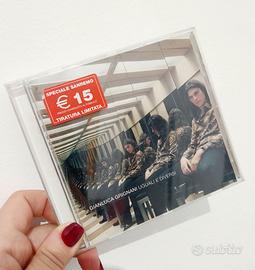 SPECIALE SANREMO
€ 15
TIRATURA LIMITATA
GIANLUCA GRIGNANI UGUALI E DIVERSI
subito